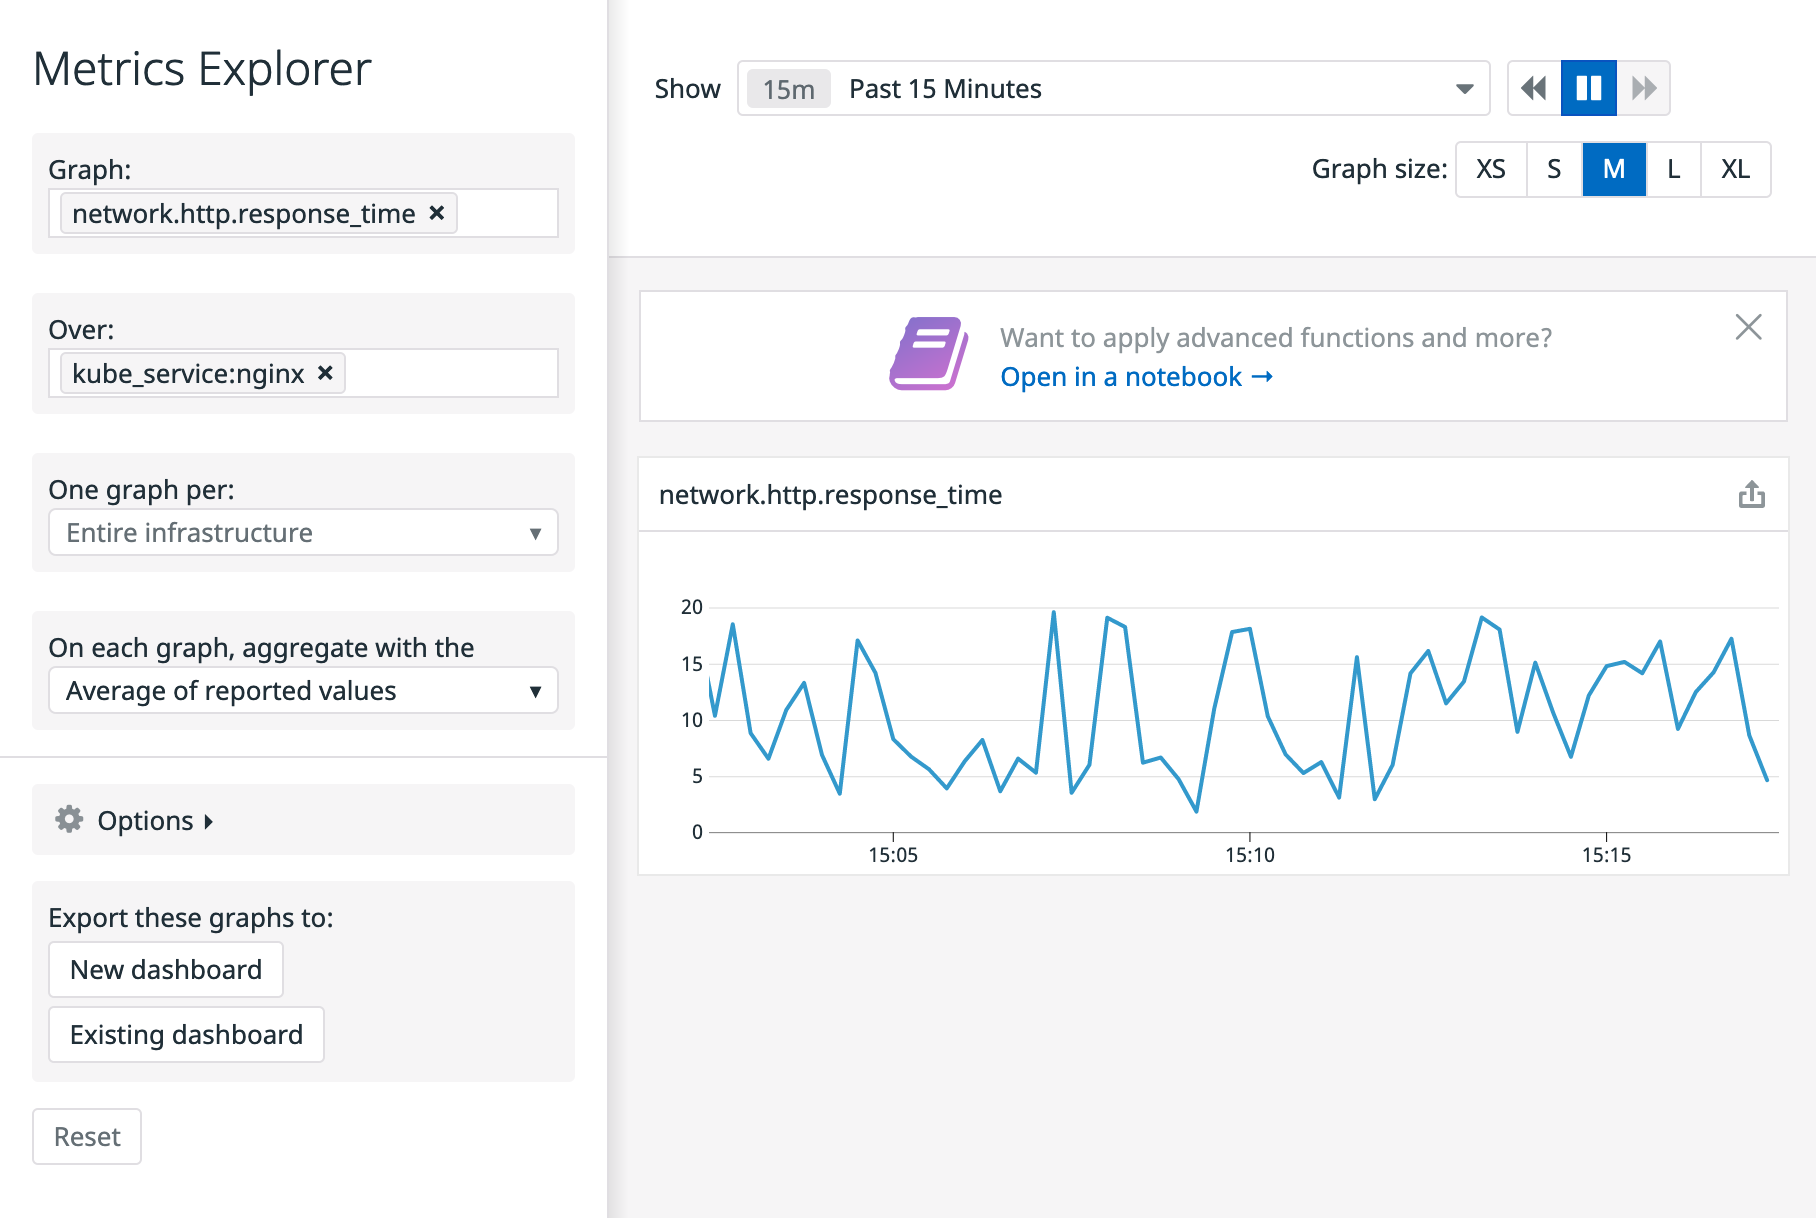 Metrics Explorer
Graph:
network.http.response_time ×
Over:
kube_service:nginx ×
One graph per:
Entire infrastructure
On each graph, aggregate with the
Average of reported values
Options
Export these graphs to:
New dashboard
Existing dashboard
Reset
Show 15m Past 15 Minutes
Graph size: XS S M L XL
Want to apply advanced functions and more?
Open in a notebook →
network.http.response_time
20
15
10
5
0
15:05 15:10 15:15